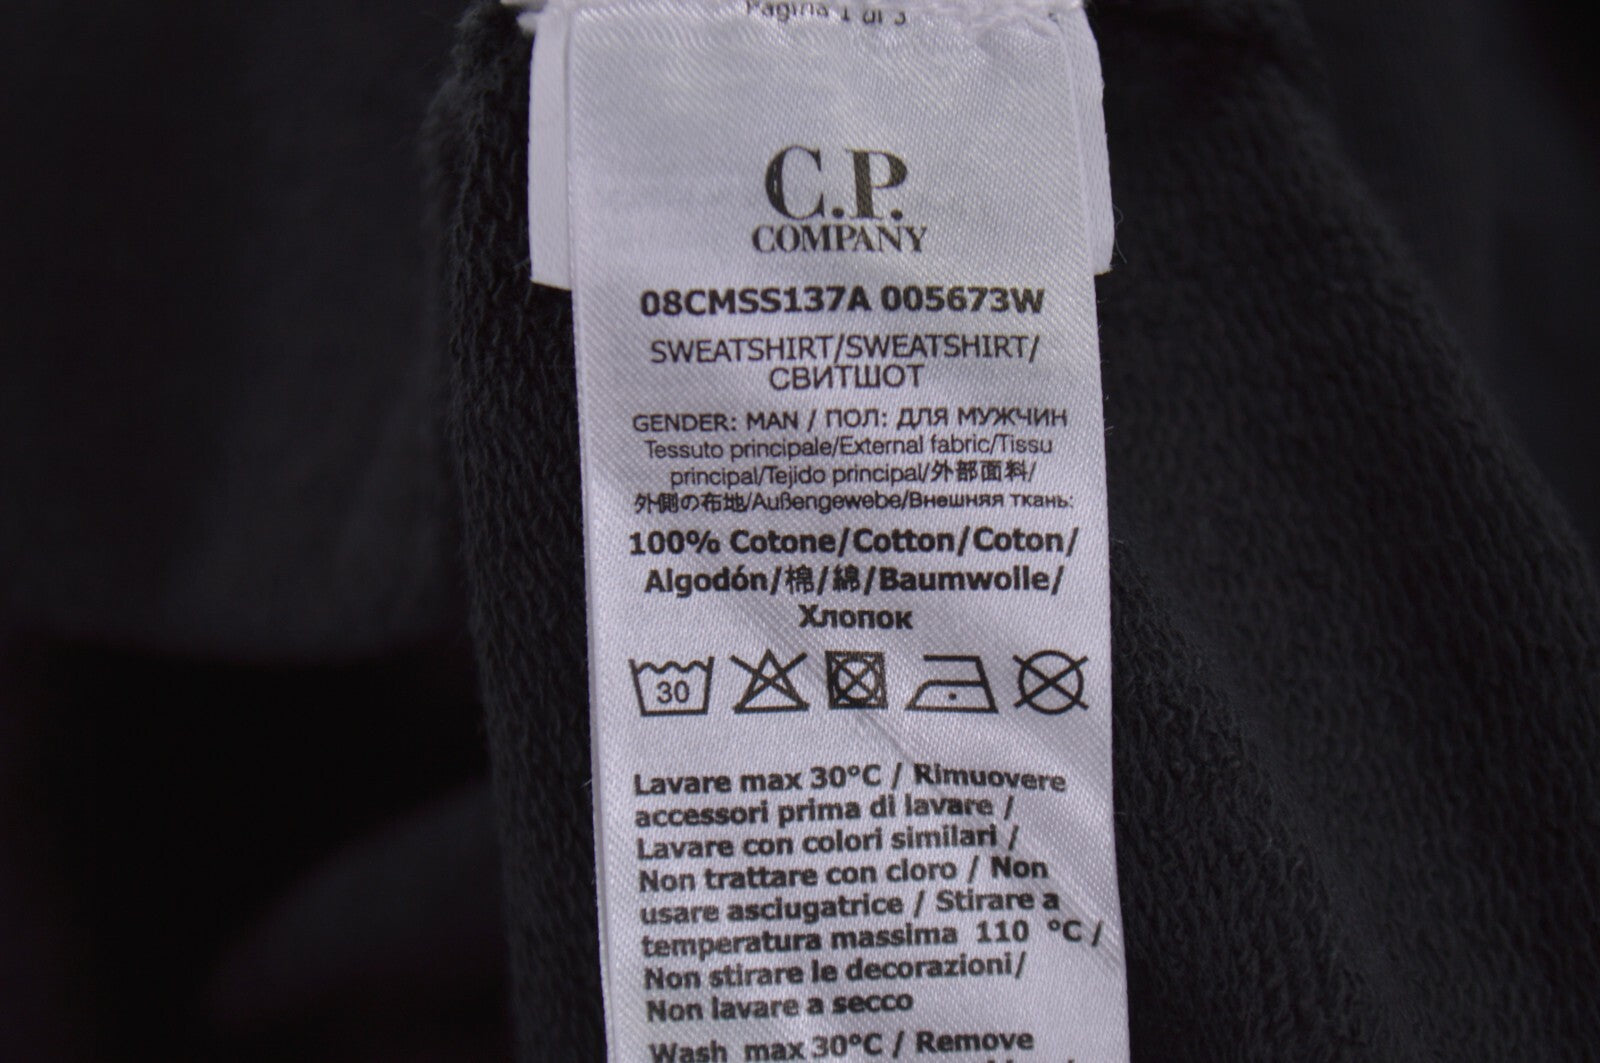 Pagina 1 di 3
C.P.
COMPANY
08CMSS137A 005673W
SWEATSHIRT/SWEATSHIRT/
СВИТШОТ
GENDER: MAN / ПОЛ: ДЛЯ МУЖЧИН
Tessuto principale/External fabric/Tissu
principal/Tejido principal/外部面料/
外側の布地/Außengewebe/Внешняя ткань:
100% Cotone/Cotton/Coton/
Algodón/棉/綿/Baumwolle/
Хлопок
30
Lavare max 30°C / Rimuovere
accessori prima di lavare /
Lavare con colori similari /
Non trattare con cloro / Non
usare asciugatrice / Stirare a
temperatura massima 110 °C /
Non stirare le decorazioni/
Non lavare a secco
Wash max 30°C / Remove